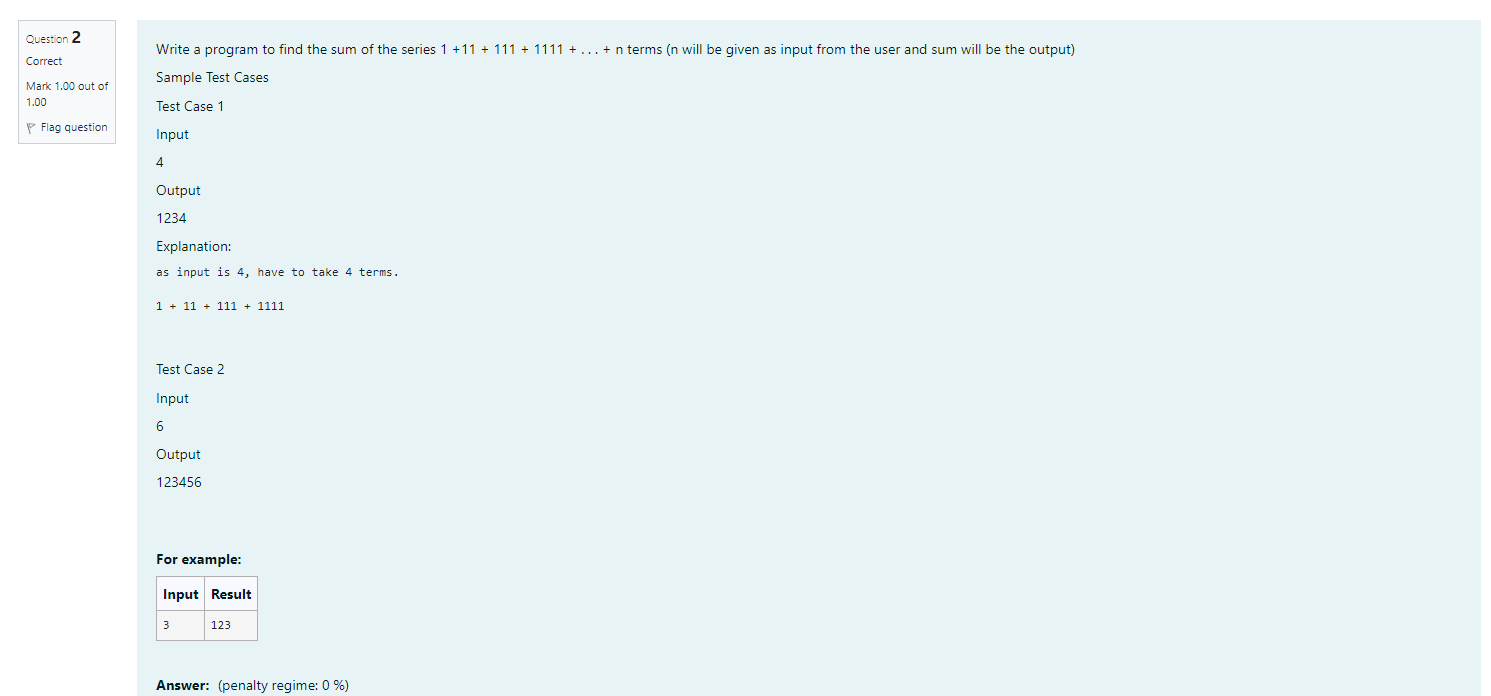 Question 2
Correct
Mark 1.00 out of
1.00
Flag question
Write a program to find the sum of the series 1 +11 + 111 + 1111 + . . . + n terms (n will be given as input from the user and sum will be the output)
Sample Test Cases
Test Case 1
Input
4
Output
1234
Explanation:
as input is 4, have to take 4 terms.
1 + 11 + 111 + 1111
Test Case 2
Input
6
Output
123456
For example:
Input Result
3 123
Answer: (penalty regime: 0 %)